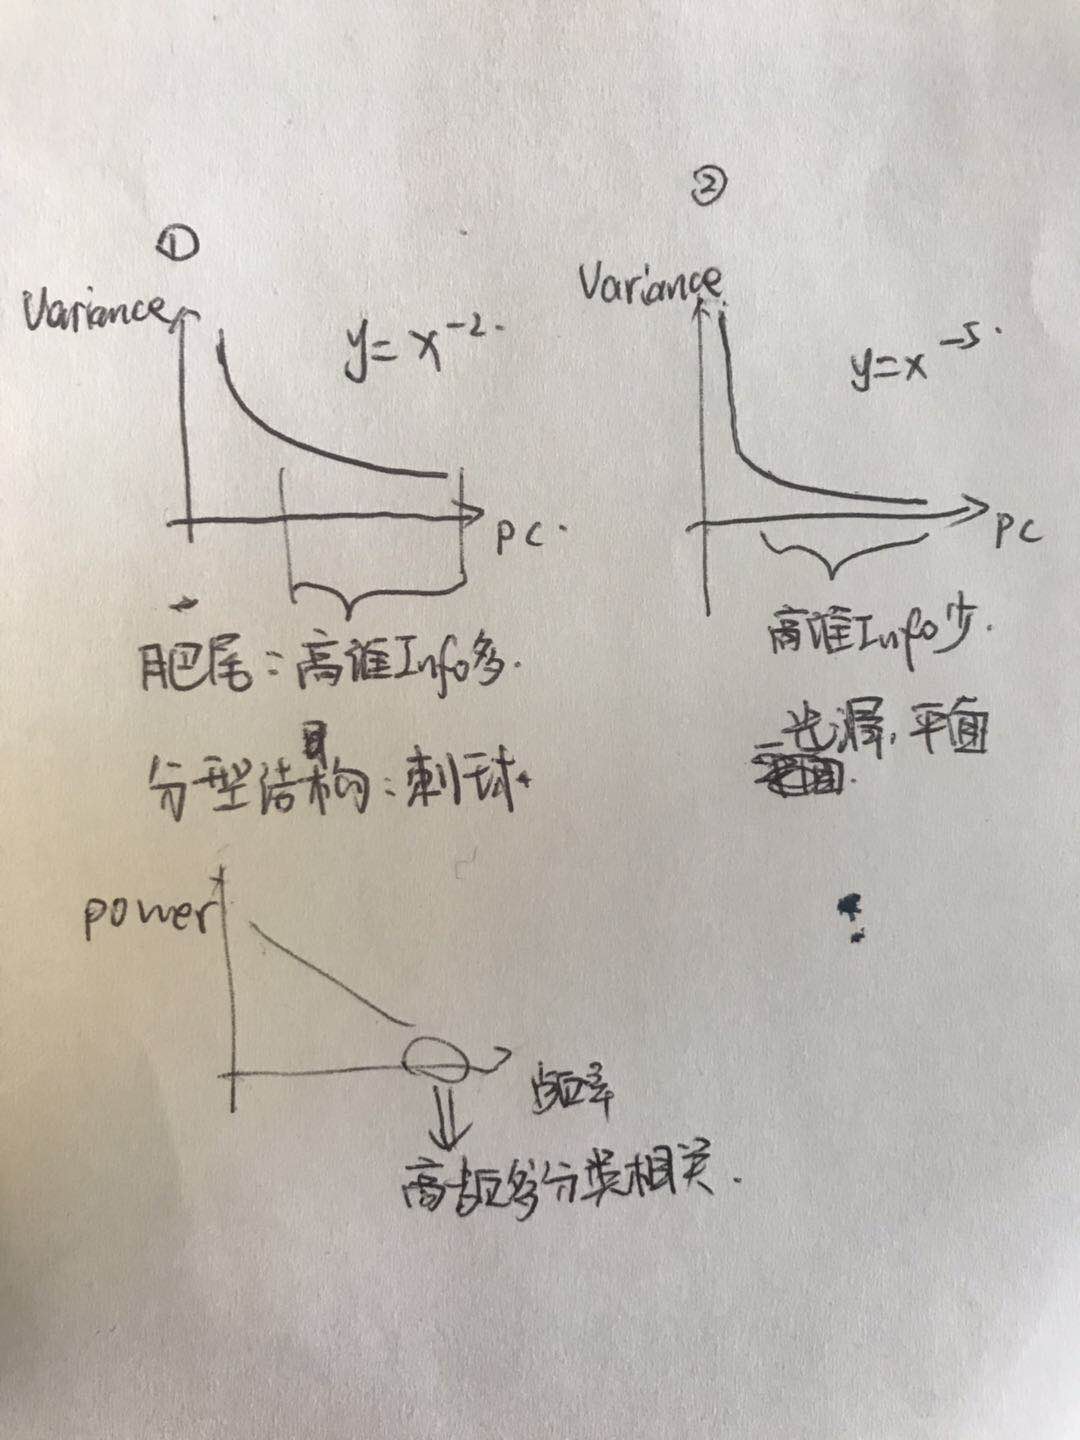 ①
Variance
y=x⁻²·
PC·
肥尾:高维Info多.
分型结构:刺球.
②
Variance
y=x⁻⁵·
PC
高维Info少.
光滑,平面
power
频率
高频多分类相关.